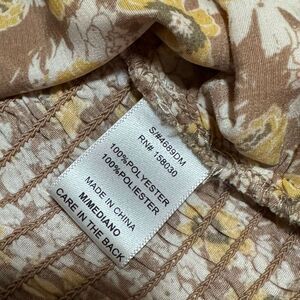 S/#4689DM
RN# 158030
100%POLYESTER
100%POLIESTER
MADE IN CHINA
M/MEDIANO
CARE IN THE BACK